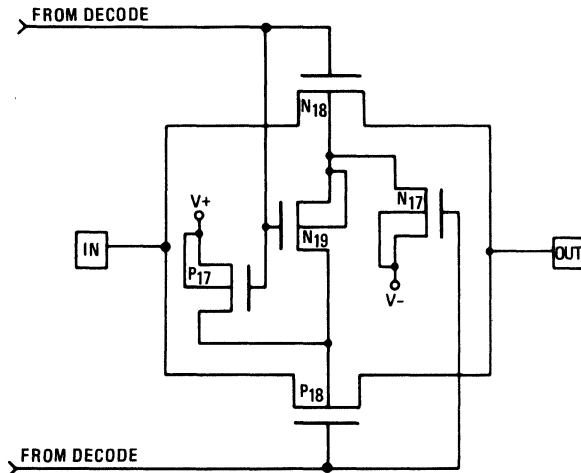 FROM DECODE
N18
V+
N17
N19
IN
P17
OUT
V-
P18
FROM DECODE